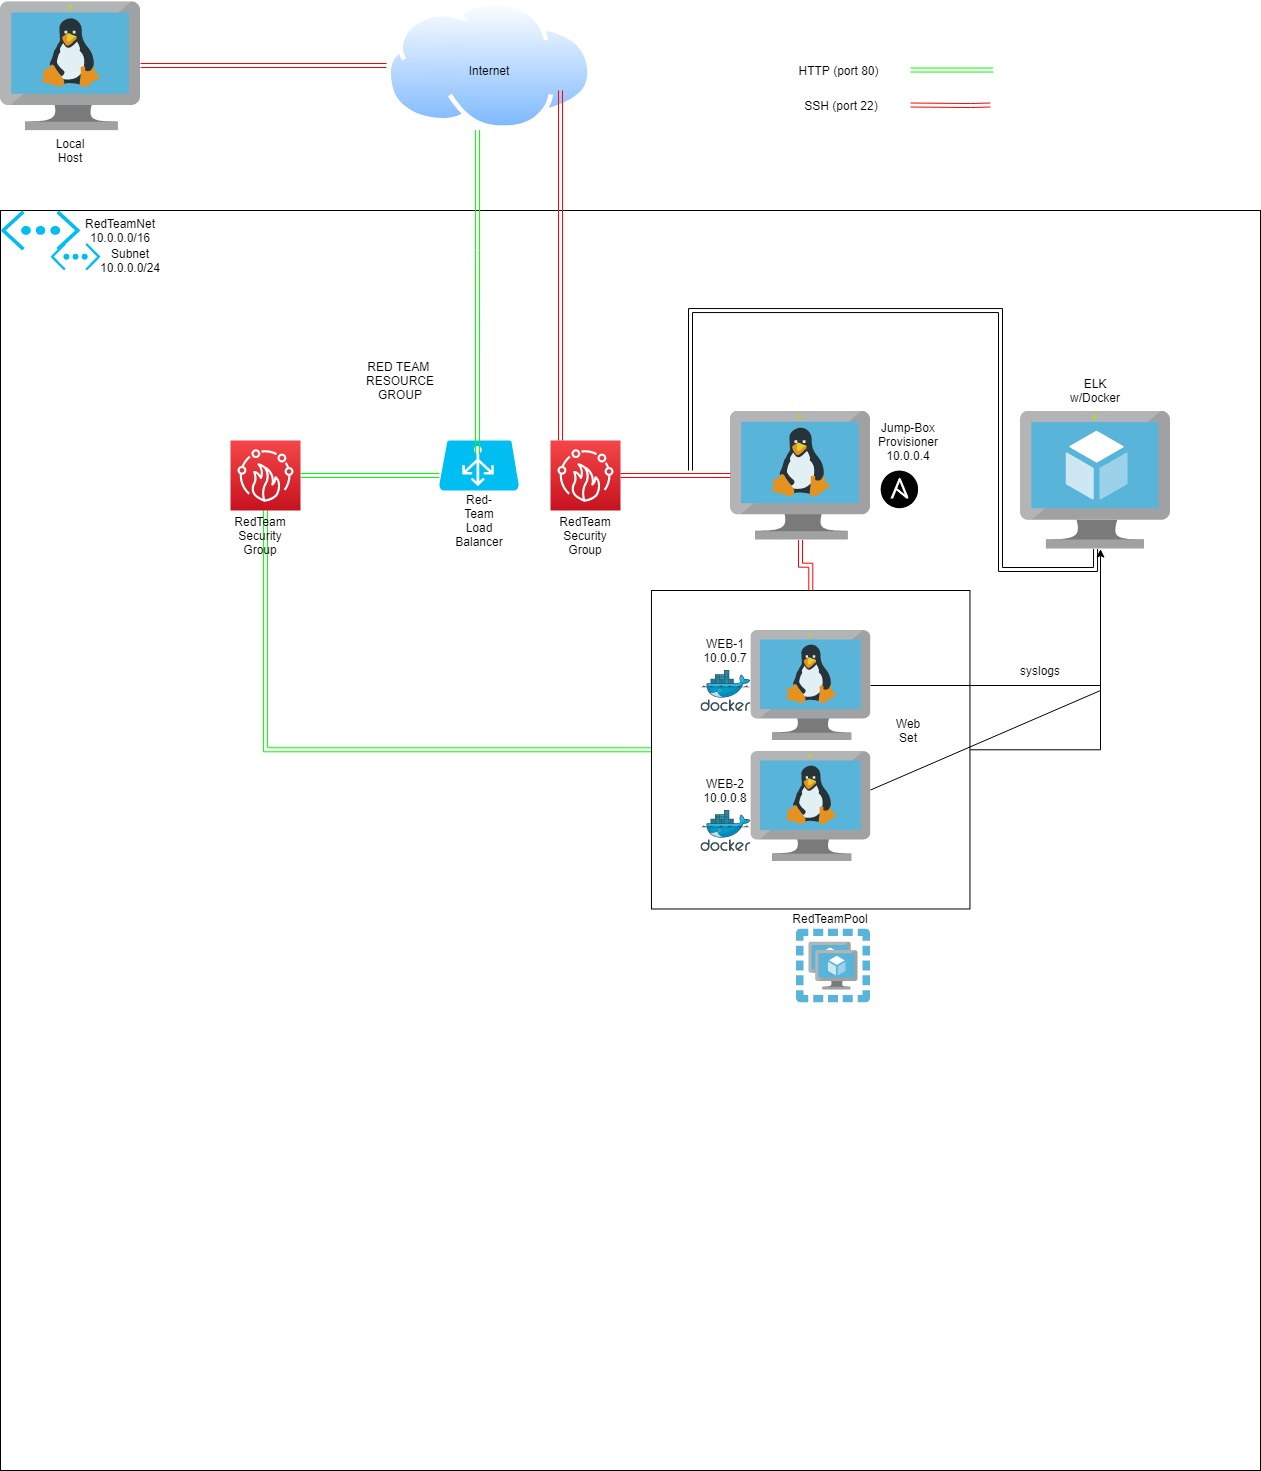 Internet
HTTP (port 80)
SSH (port 22)
Local
Host
RedTeamNet
10.0.0.0/16
Subnet
10.0.0.0/24
RED TEAM
RESOURCE
GROUP
ELK
w/Docker
Jump-Box
Provisioner
10.0.0.4
RedTeam
Security
Group
Red-
Team
Load
Balancer
RedTeam
Security
Group
WEB-1
10.0.0.7
docker
syslogs
Web
Set
WEB-2
10.0.0.8
docker
RedTeamPool